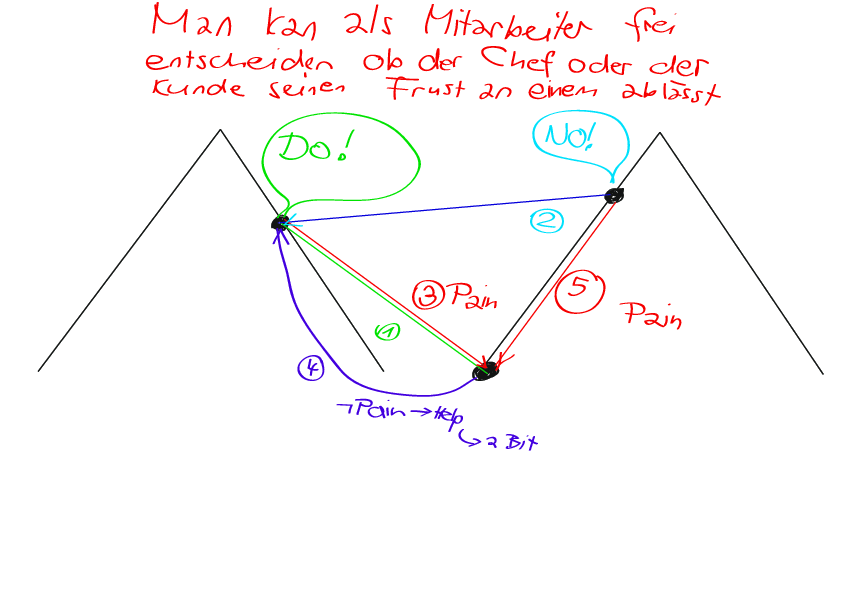 Man kan als Mitarbeiter frei
entscheiden ob der Chef oder der
kunde seinen Frust an einem ablässt
Do!
No!
2
3 Pain
5
Pain
1
4
¬Pain → Help
↳ 2 Bit